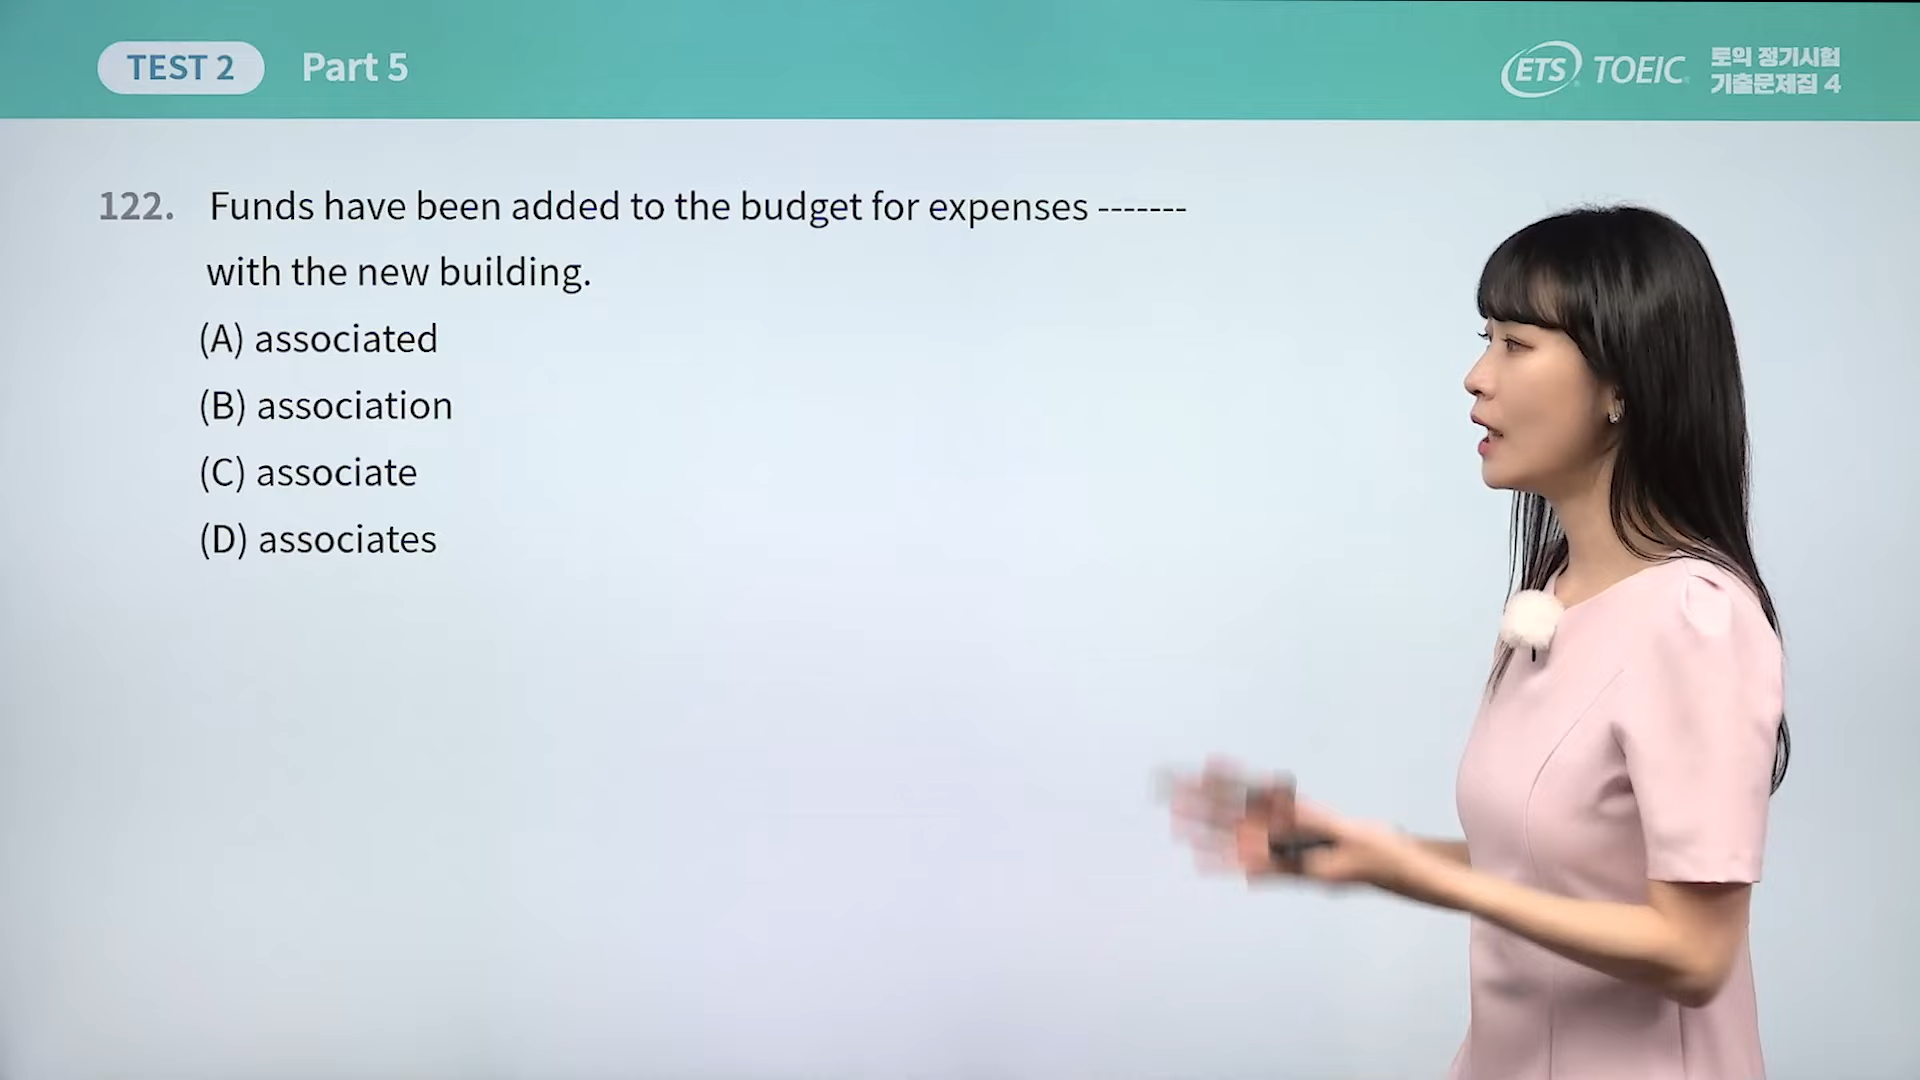 TEST 2 Part 5
ETS TOEIC 토익 정기시험
기출문제집 4
122. Funds have been added to the budget for expenses -------
with the new building.
(A) associated
(B) association
(C) associate
(D) associates